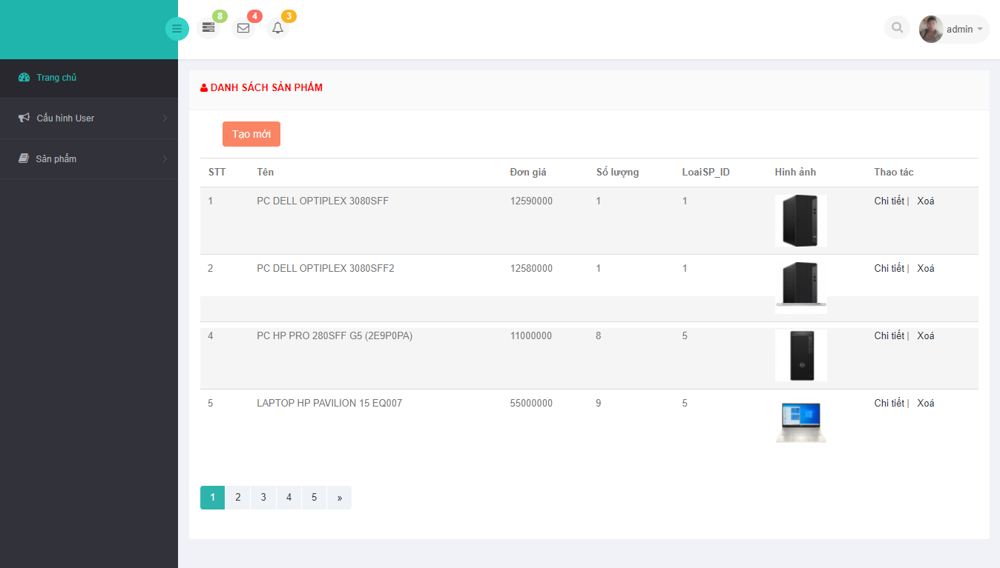 8 4 3 admin
Trang chủ
Cấu hình User
Sản phẩm
DANH SÁCH SẢN PHẨM
Tạo mới
STT Tên Đơn giá Số lượng LoaiSP_ID Hình ảnh Thao tác
1 PC DELL OPTIPLEX 3080SFF 12590000 1 1 Chi tiết | Xoá
2 PC DELL OPTIPLEX 3080SFF2 12580000 1 1 Chi tiết | Xoá
4 PC HP PRO 280SFF G5 (2E9P0PA) 11000000 8 5 Chi tiết | Xoá
5 LAPTOP HP PAVILION 15 EQ007 55000000 9 5 Chi tiết | Xoá
1 2 3 4 5 »